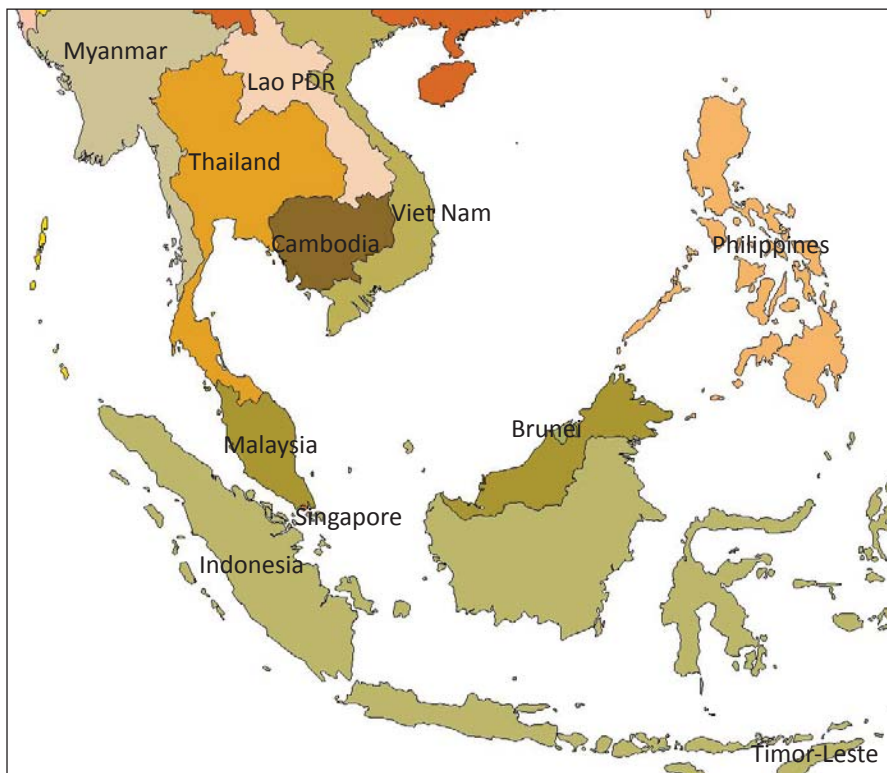 Myanmar
Lao PDR
Thailand
Viet Nam
Cambodia
Philippines
Brunei
Malaysia
Singapore
Indonesia
Timor-Leste